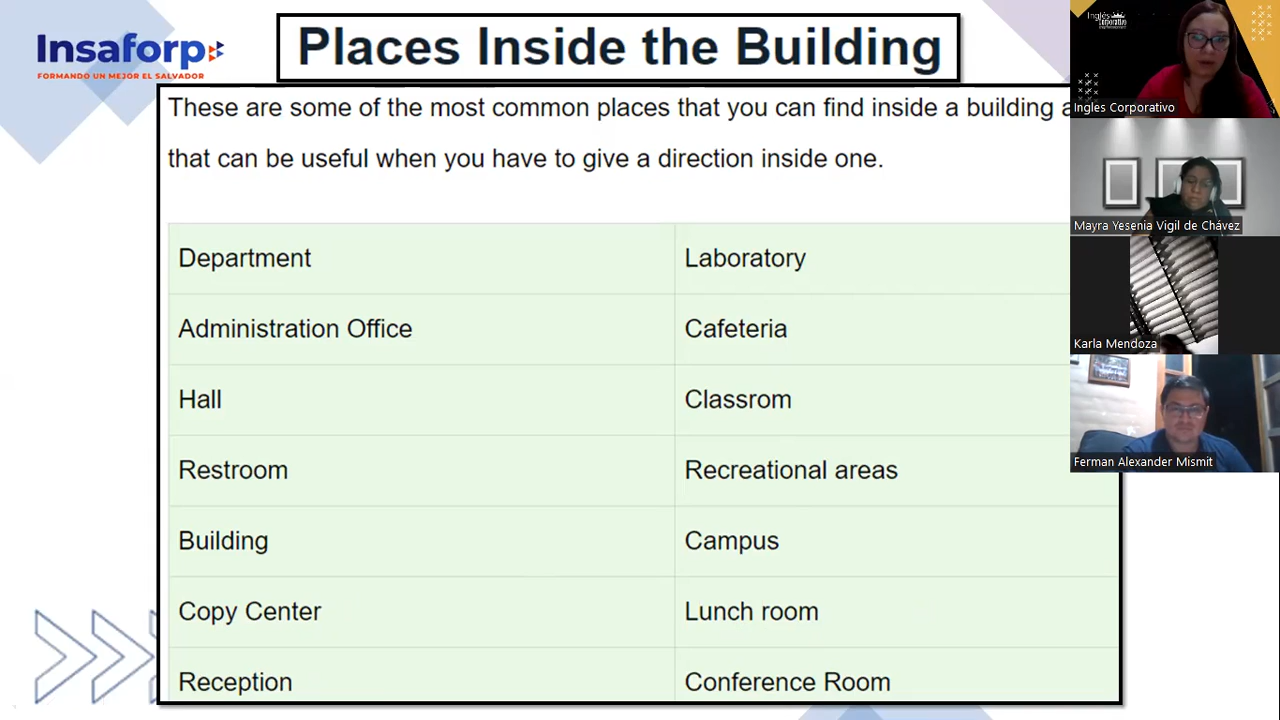 Insaforp
FORMANDO UN MEJOR EL SALVADOR
Places Inside the Building
These are some of the most common places that you can find inside a building
that can be useful when you have to give a direction inside one.
Department Laboratory
Administration Office Cafeteria
Hall Classrom
Restroom Recreational areas
Building Campus
Copy Center Lunch room
Reception Conference Room
Inglés
Corporativo
Ingles Corporativo
Mayra Yesenia Vigil de Chávez
Karla Mendoza
Ferman Alexander Mismit